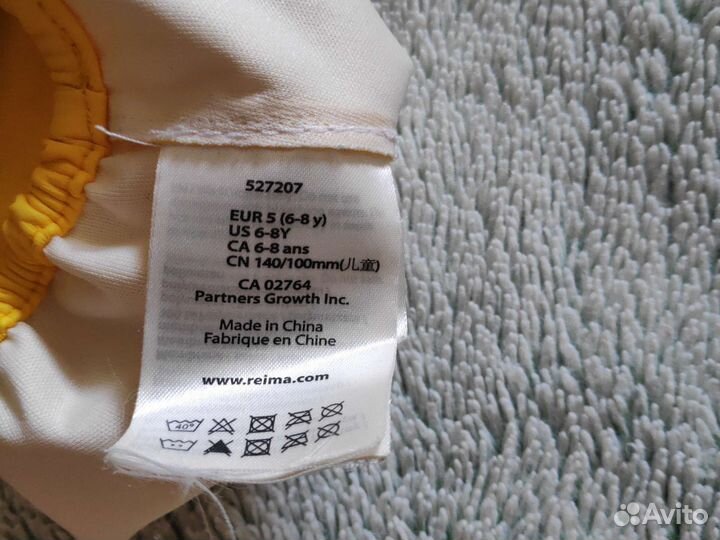 527207
EUR 5 (6-8 y)
US 6-8Y
CA 6-8 ans
CN 140/100mm(儿童)
CA 02764
Partners Growth Inc.
Made in China
Fabrique en Chine
www.reima.com
40°
Avito